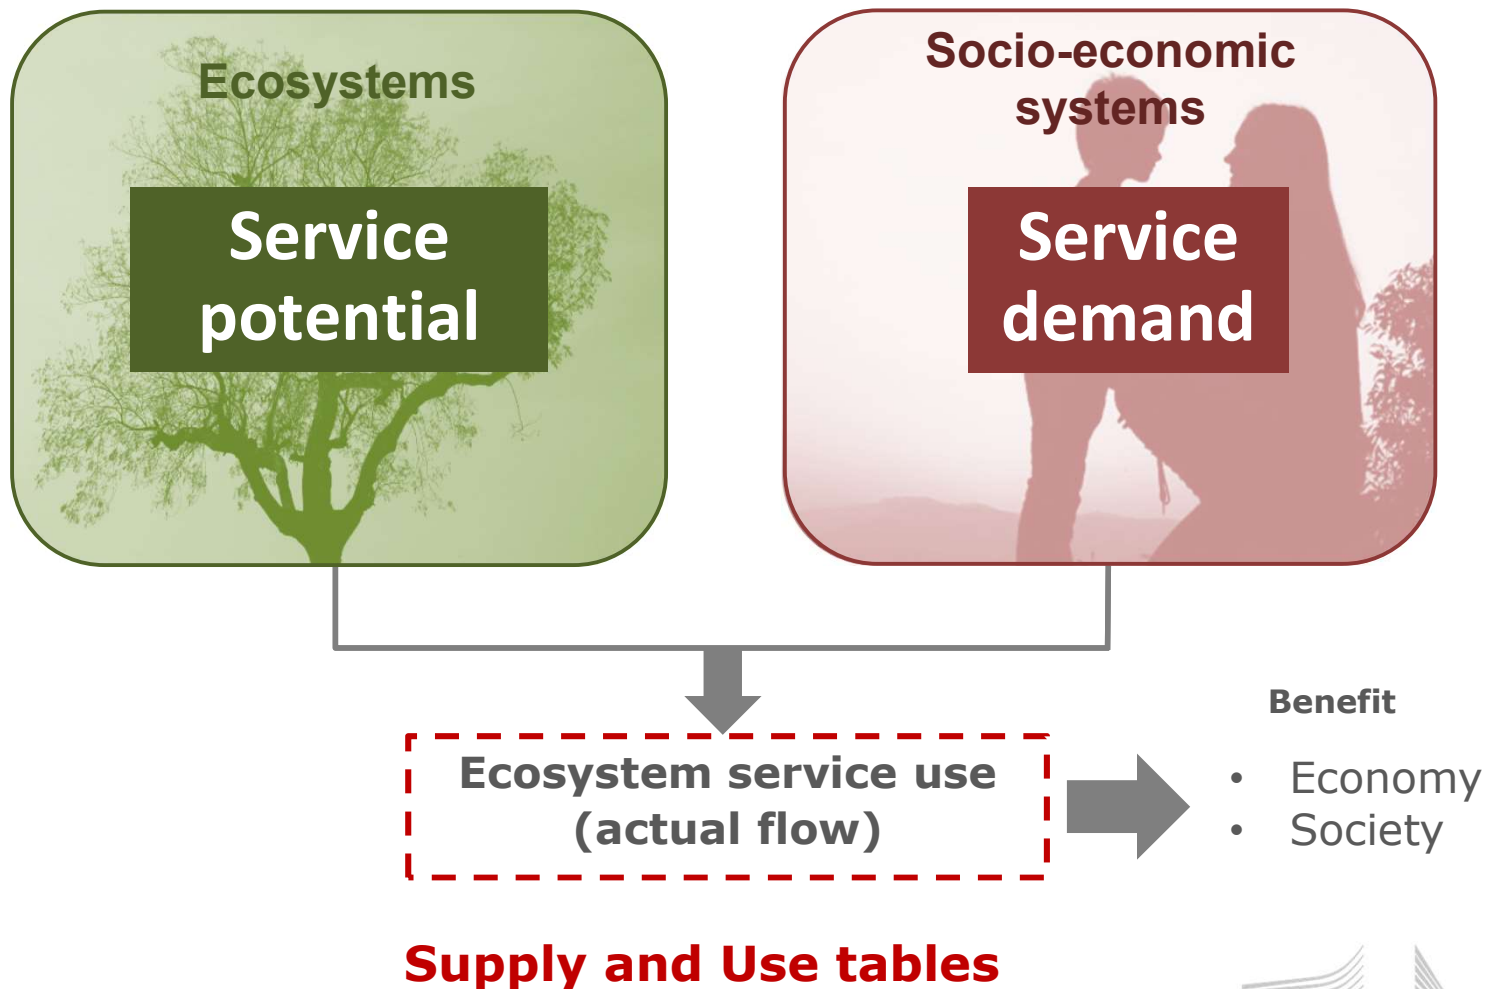 Ecosystems
Service
potential
Socio-economic
systems
Service
demand
Ecosystem service use
(actual flow)
Benefit
• Economy
• Society
Supply and Use tables